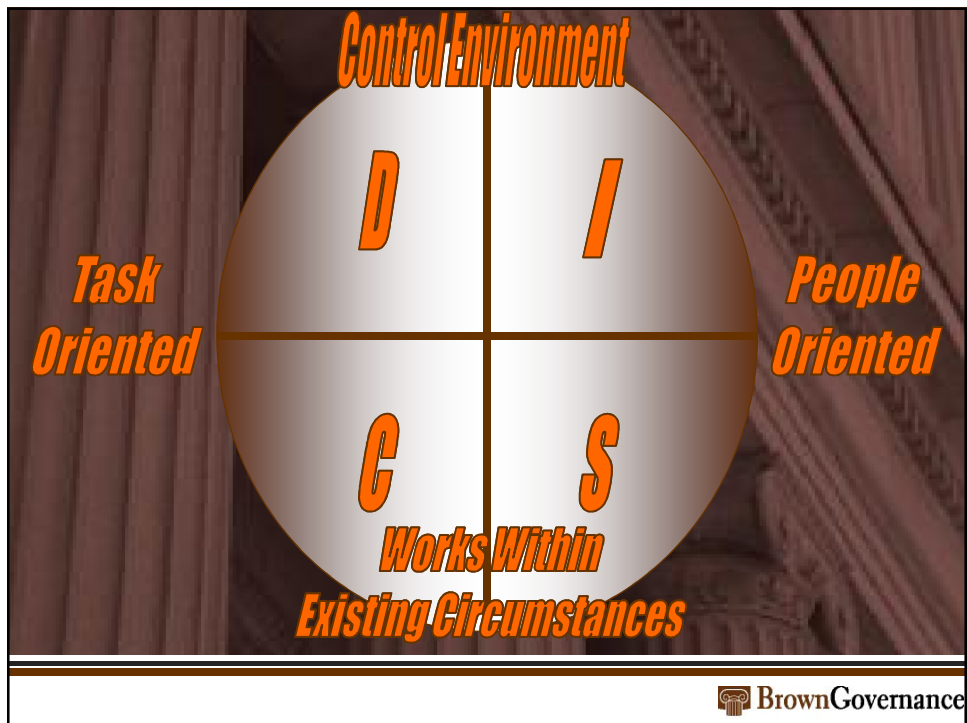 Control Environment
D
I
Task
Oriented
People
Oriented
C
S
Works Within
Existing Circumstances
BrownGovernance